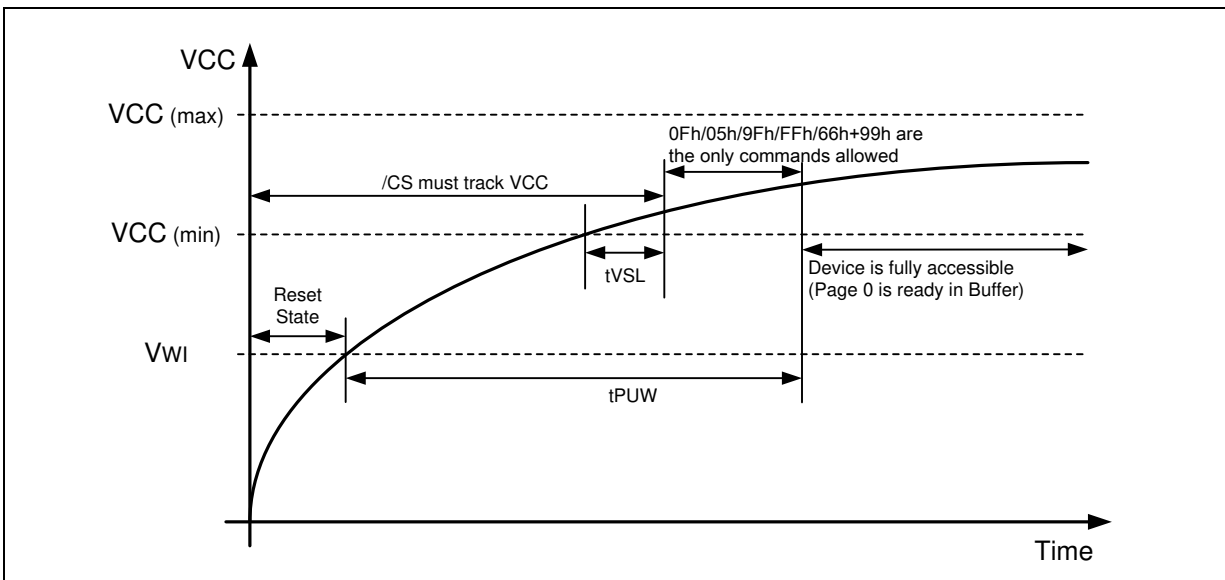 VCC
VCC (max)
0Fh/05h/9Fh/FFh/66h+99h are
the only commands allowed
/CS must track VCC
VCC (min)
tVSL
Device is fully accessible
(Page 0 is ready in Buffer)
Reset
State
VWI
tPUW
Time